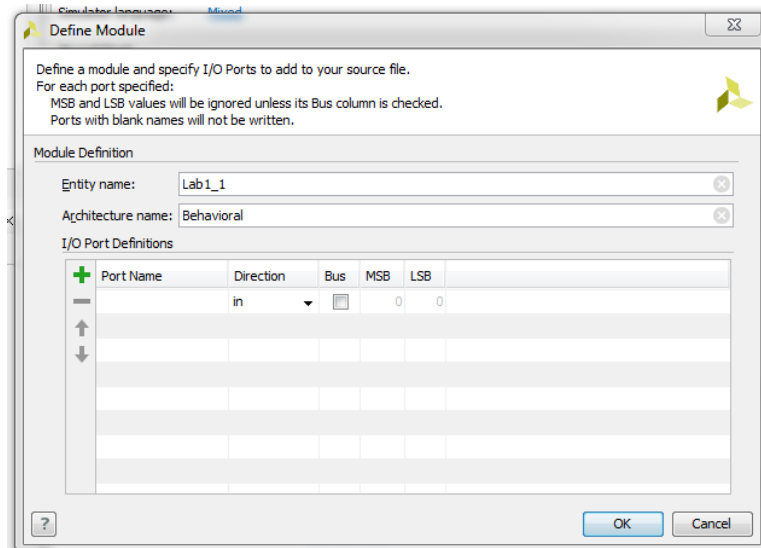 Simulator language: Mixed
Define Module
Define a module and specify I/O Ports to add to your source file.
For each port specified:
MSB and LSB values will be ignored unless its Bus column is checked.
Ports with blank names will not be written.
Module Definition
Entity name: Lab1_1
Architecture name: Behavioral
I/O Port Definitions
Port Name Direction Bus MSB LSB
in 0 0
? OK Cancel